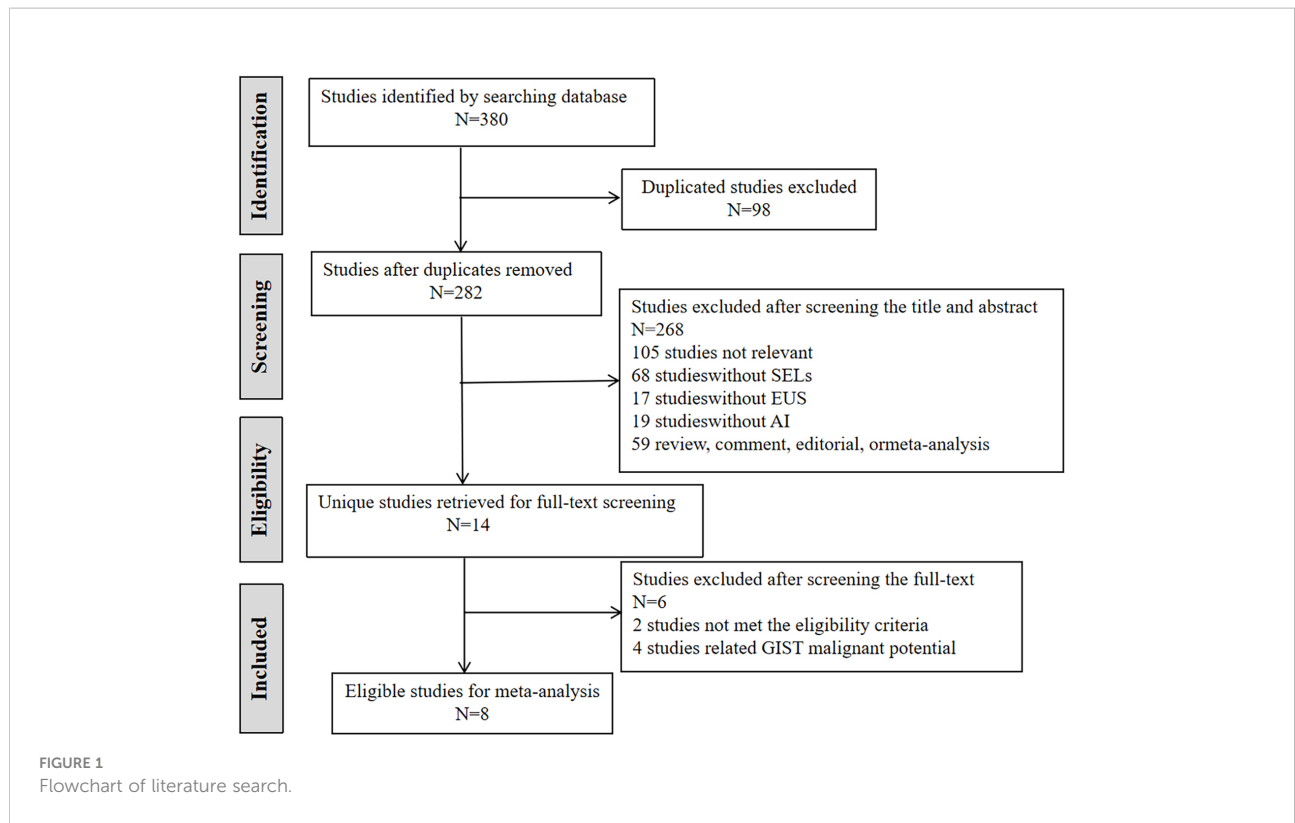 Identification
Studies identified by searching database
N=380
Duplicated studies excluded
N=98
Screening
Studies after duplicates removed
N=282
Studies excluded after screening the title and abstract
N=268
105 studies not relevant
68 studieswithout SELs
17 studieswithout EUS
19 studieswithout AI
59 review, comment, editorial, ormeta-analysis
Eligibility
Unique studies retrieved for full-text screening
N=14
Studies excluded after screening the full-text
N=6
2 studies not met the eligibility criteria
4 studies related GIST malignant potential
Included
Eligible studies for meta-analysis
N=8
FIGURE 1
Flowchart of literature search.